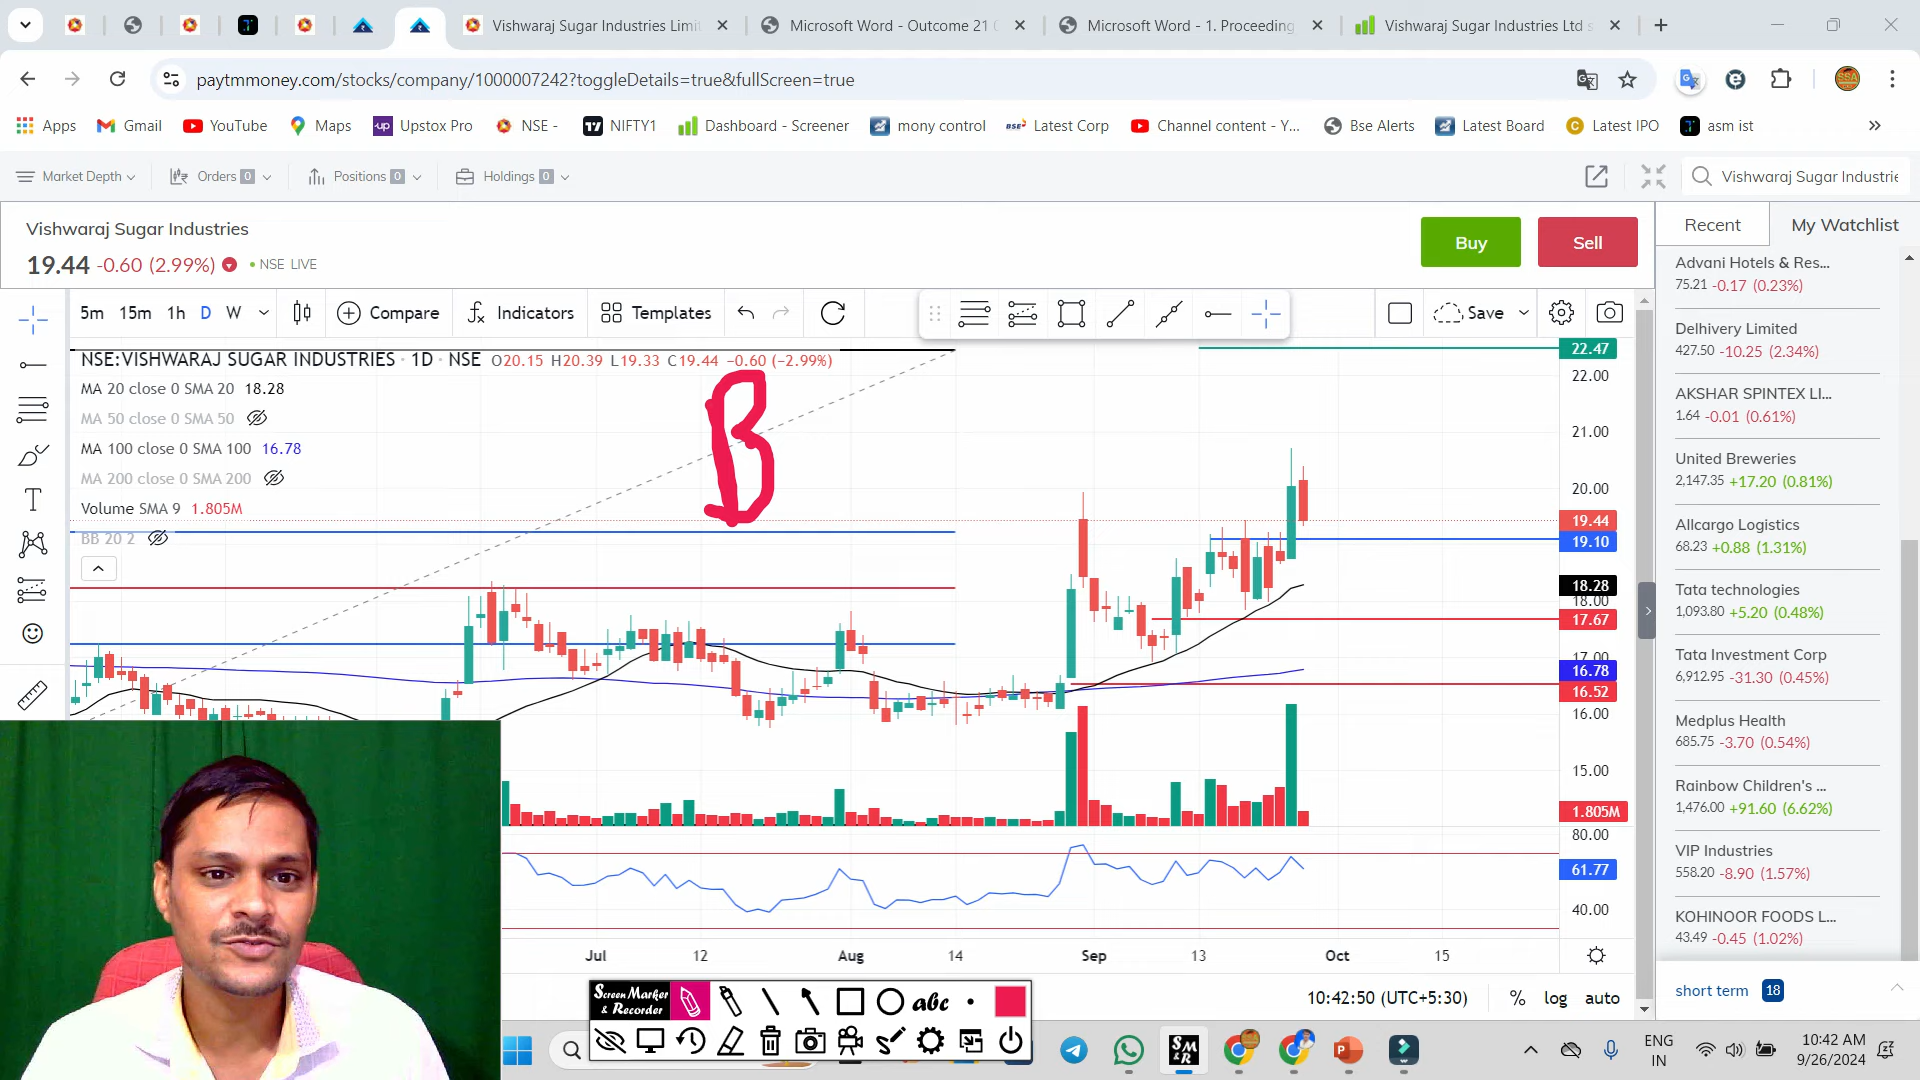 Vishwaraj Sugar Industries Limit
Microsoft Word - Outcome 21
Microsoft Word - 1. Proceeding
Vishwaraj Sugar Industries Ltd s
paytmmoney.com/stocks/company/1000007242?toggleDetails=true&fullScreen=true
Apps Gmail YouTube Maps Upstox Pro NSE - NIFTY1 Dashboard - Screener mony control Latest Corp Channel content - Y... Bse Alerts Latest Board Latest IPO asm ist
Market Depth Orders 0 Positions 0 Holdings 0 Vishwaraj Sugar Industrie
Vishwaraj Sugar Industries
19.44 -0.60 (2.99%) NSE LIVE
Buy Sell
Recent My Watchlist
5m 15m 1h D W Compare Indicators Templates Save
NSE:VISHWARAJ SUGAR INDUSTRIES · 1D · NSE O20.15 H20.39 L19.33 C19.44 −0.60 (−2.99%)
MA 20 close 0 SMA 20 18.28
MA 50 close 0 SMA 50
MA 100 close 0 SMA 100 16.78
MA 200 close 0 SMA 200
Volume SMA 9 1.805M
BB 20 2
B
22.47
22.00
21.00
20.00
19.44
19.10
18.28
18.00
17.67
17.00
16.78
16.52
16.00
15.00
1.805M
80.00
61.77
40.00
Jul 12 Aug 14 Sep 13 Oct 15
10:42:50 (UTC+5:30) % log auto
Advani Hotels & Res...
75.21 -0.17 (0.23%)
Delhivery Limited
427.50 -10.25 (2.34%)
AKSHAR SPINTEX LI...
1.64 -0.01 (0.61%)
United Breweries
2,147.35 +17.20 (0.81%)
Allcargo Logistics
68.23 +0.88 (1.31%)
Tata technologies
1,093.80 +5.20 (0.48%)
Tata Investment Corp
6,912.95 -31.30 (0.45%)
Medplus Health
685.75 -3.70 (0.54%)
Rainbow Children's ...
1,476.00 +91.60 (6.62%)
VIP Industries
558.20 -8.90 (1.57%)
KOHINOOR FOODS L...
43.49 -0.45 (1.02%)
short term 18
Screen Marker
& Recorder
abc
SM
&R
ENG
IN
10:42 AM
9/26/2024